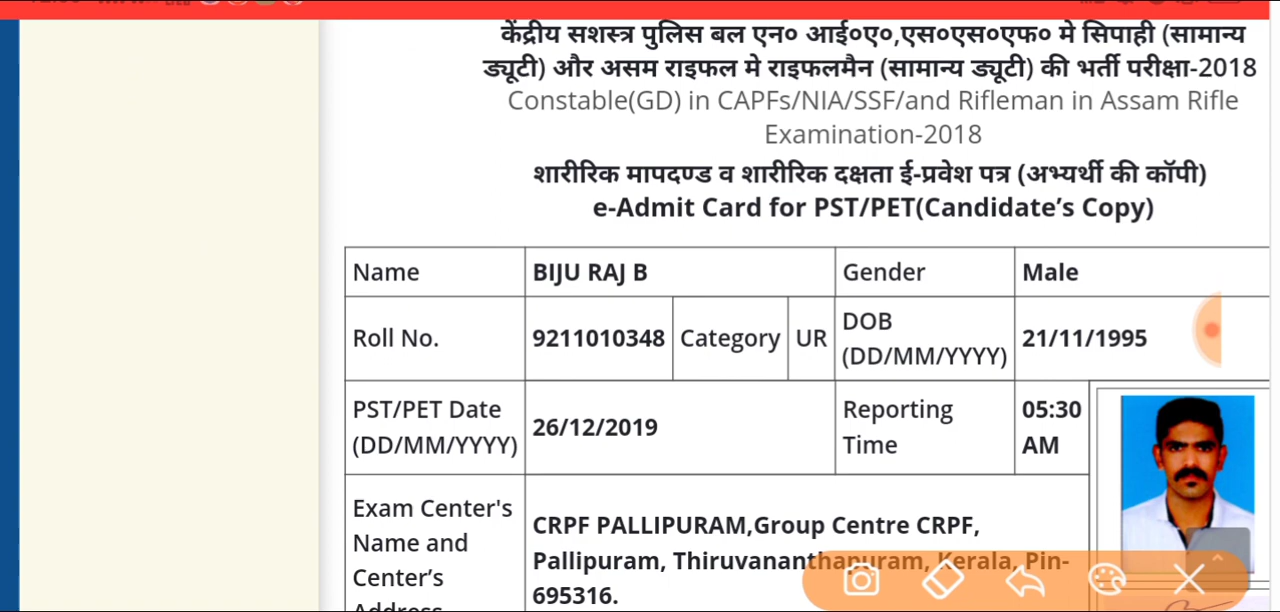 केंद्रीय सशस्त्र पुलिस बल एन० आई०ए०,एस०एस०एफ० मे सिपाही (सामान्य
ड्यूटी) और असम राइफल मे राइफलमैन (सामान्य ड्यूटी) की भर्ती परीक्षा-2018
Constable(GD) in CAPFs/NIA/SSF/and Rifleman in Assam Rifle
Examination-2018
शारीरिक मापदण्ड व शारीरिक दक्षता ई-प्रवेश पत्र (अभ्यर्थी की कॉपी)
e-Admit Card for PST/PET(Candidate’s Copy)
Name BIJU RAJ B Gender Male
Roll No. 9211010348 Category UR DOB
(DD/MM/YYYY) 21/11/1995
PST/PET Date
(DD/MM/YYYY) 26/12/2019 Reporting
Time 05:30
AM
Exam Center's
Name and
Center’s
Address
CRPF PALLIPURAM,Group Centre CRPF,
Pallipuram, Thiruvananthapuram, Kerala, Pin-
695316.